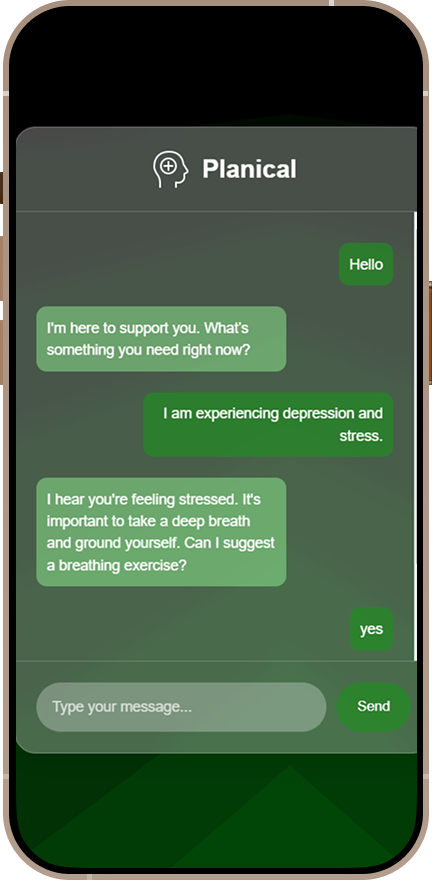 Planical
Hello
I'm here to support you. What's
something you need right now?
I am experiencing depression and
stress.
I hear you're feeling stressed. It's
important to take a deep breath
and ground yourself. Can I suggest
a breathing exercise?
yes
Type your message...
Send